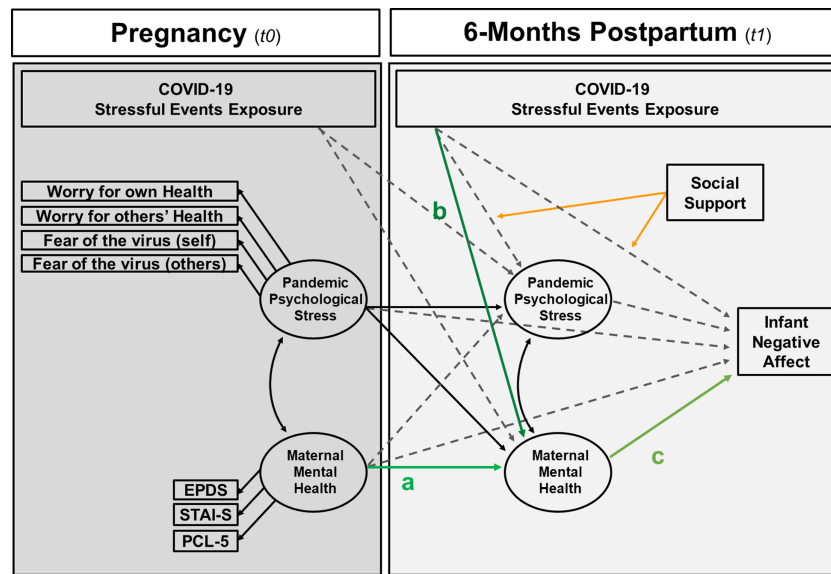 Pregnancy (t0)
6-Months Postpartum (t1)
COVID-19
Stressful Events Exposure
COVID-19
Stressful Events Exposure
Worry for own Health
Worry for others' Health
Fear of the virus (self)
Fear of the virus (others)
Social
Support
b
Pandemic
Psychological
Stress
Pandemic
Psychological
Stress
Infant
Negative
Affect
Maternal
Mental
Health
Maternal
Mental
Health
EPDS
STAI-S
PCL-5
a
c